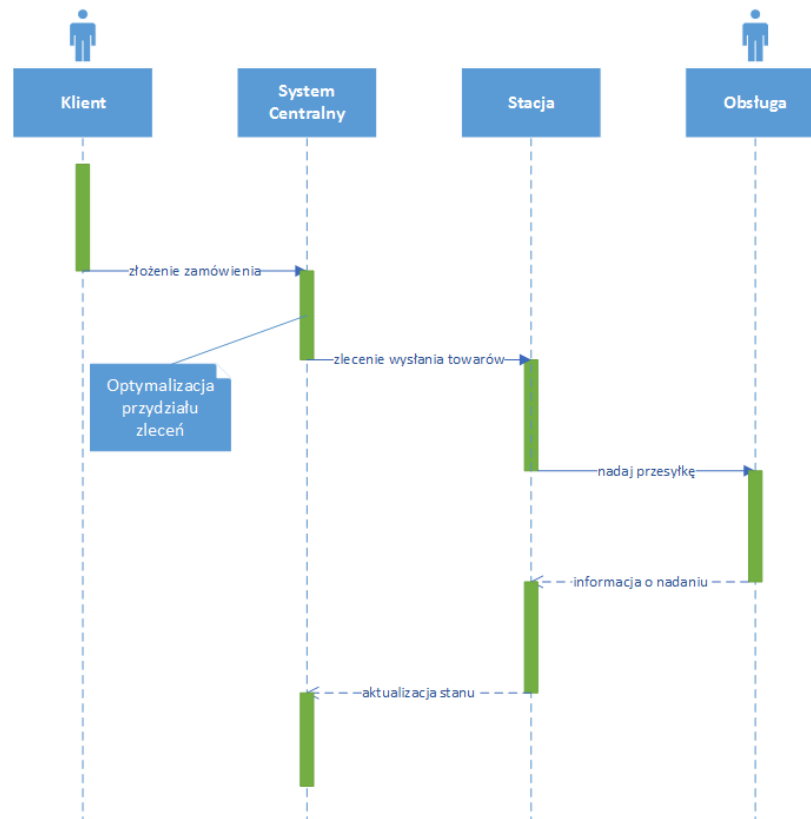 Klient
System
Centralny
Stacja
Obsługa
złożenie zamówienia
zlecenie wysłania towarów
Optymalizacja
przydziału
zleceń
nadaj przesyłkę
informacja o nadaniu
aktualizacja stanu